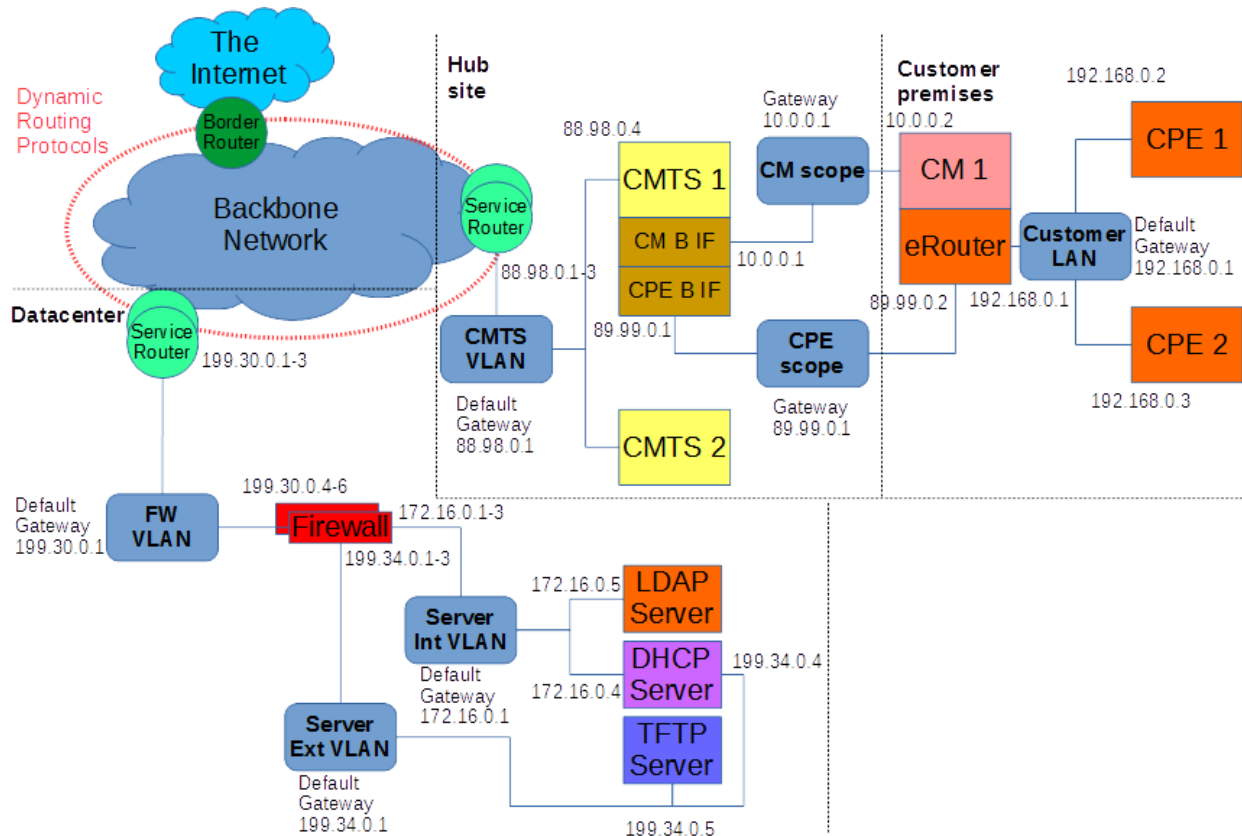 The
Internet
Dynamic
Routing
Protocols
Border
Router
Backbone
Network
Service
Router
88.98.0.1-3
Hub
site
88.98.0.4
CMTS 1
CM B IF
CPE B IF
10.0.0.1
89.99.0.1
Gateway
10.0.0.1
CM scope
CMTS
VLAN
Default
Gateway
88.98.0.1
CMTS 2
CPE
scope
Gateway
89.99.0.1
Customer
premises
10.0.0.2
CM 1
eRouter
89.99.0.2
192.168.0.1
Customer
LAN
Default
Gateway
192.168.0.1
192.168.0.2
CPE 1
CPE 2
192.168.0.3
Datacenter
Service
Router
199.30.0.1-3
Default
Gateway
199.30.0.1
FW
VLAN
199.30.0.4-6
Firewall
172.16.0.1-3
199.34.0.1-3
Server
Int VLAN
Default
Gateway
172.16.0.1
172.16.0.5
LDAP
Server
172.16.0.4
DHCP
Server
199.34.0.4
TFTP
Server
199.34.0.5
Server
Ext VLAN
Default
Gateway
199.34.0.1